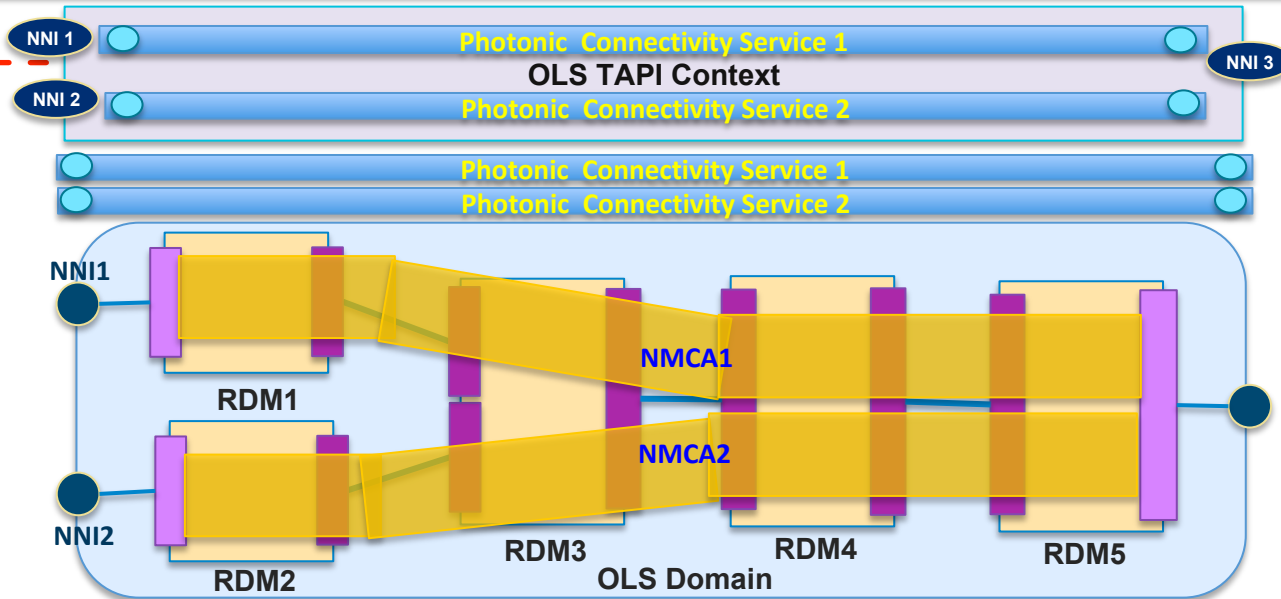 NNI 1
Photonic Connectivity Service 1
OLS TAPI Context
NNI 3
NNI 2
Photonic Connectivity Service 2
Photonic Connectivity Service 1
Photonic Connectivity Service 2
NNI1
NMCA1
RDM1
NMCA2
NNI2
RDM3
RDM4
RDM5
RDM2
OLS Domain